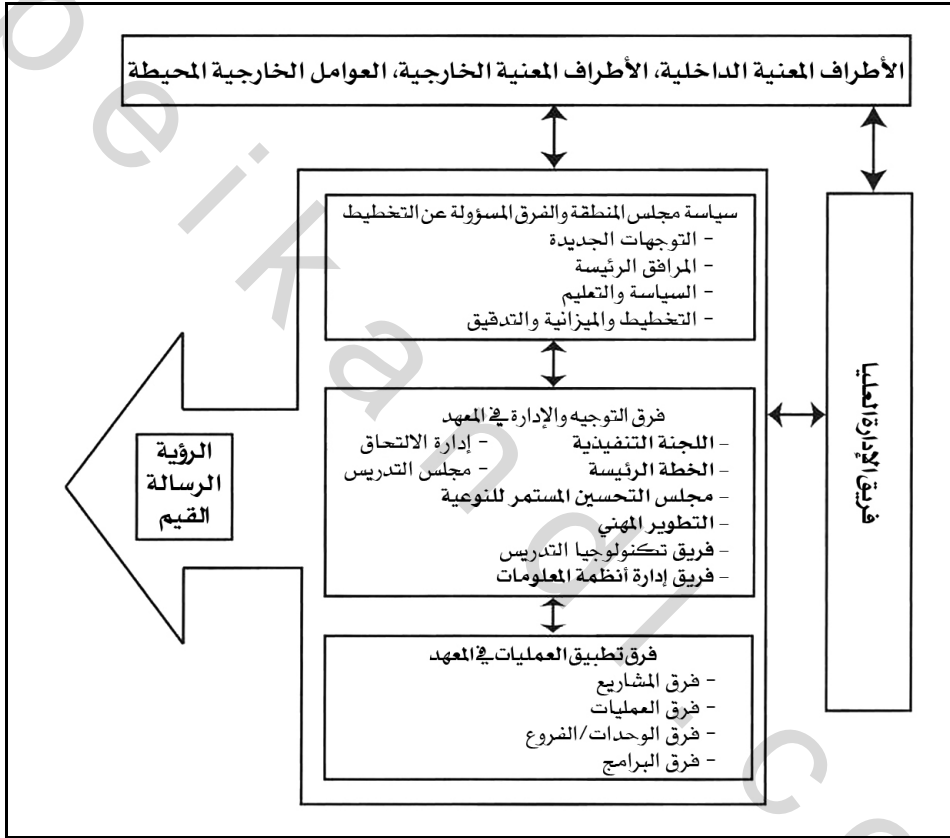 الأطراف المعنية الداخلية، الأطراف المعنية الخارجية، العوامل الخارجية المحيطة
سياسة مجلس المنطقة والفرق المسؤولة عن التخطيط
- التوجهات الجديدة
- المرافق الرئيسة
- السياسة والتعليم
- التخطيط والميزانية والتدقيق
فريق الإدارة العليا
فرق التوجيه والإدارة في المعهد
- اللجنة التنفيذية - إدارة الالتحاق
- الخطة الرئيسة - مجلس التدريس
- مجلس التحسين المستمر للنوعية
- التطوير المهني
- فريق تكنولوجيا التدريس
- فريق إدارة أنظمة المعلومات
الرؤية
الرسالة
القيم
فرق تطبيق العمليات في المعهد
- فرق المشاريع
- فرق العمليات
- فرق الوحدات/الفروع
- فرق البرامج
peikandl.co